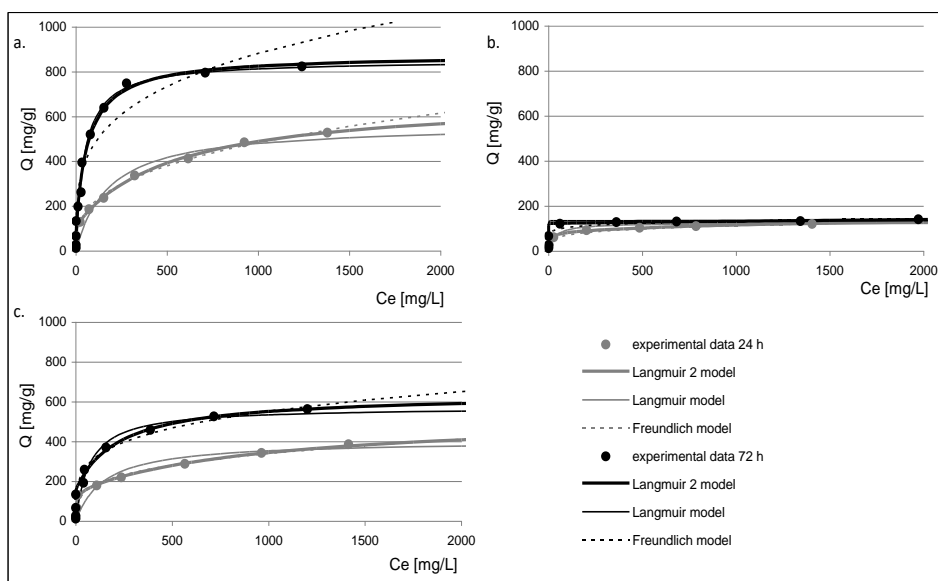 a.
1000
800
600
400
200
0
Q [mg/g]
0 500 1000 1500 2000
Ce [mg/L]
b.
1000
800
600
400
200
0
Q [mg/g]
0 500 1000 1500 2000
Ce [mg/L]
c.
1000
800
600
400
200
0
Q [mg/g]
0 500 1000 1500 2000
Ce [mg/L]
experimental data 24 h
Langmuir 2 model
Langmuir model
Freundlich model
experimental data 72 h
Langmuir 2 model
Langmuir model
Freundlich model